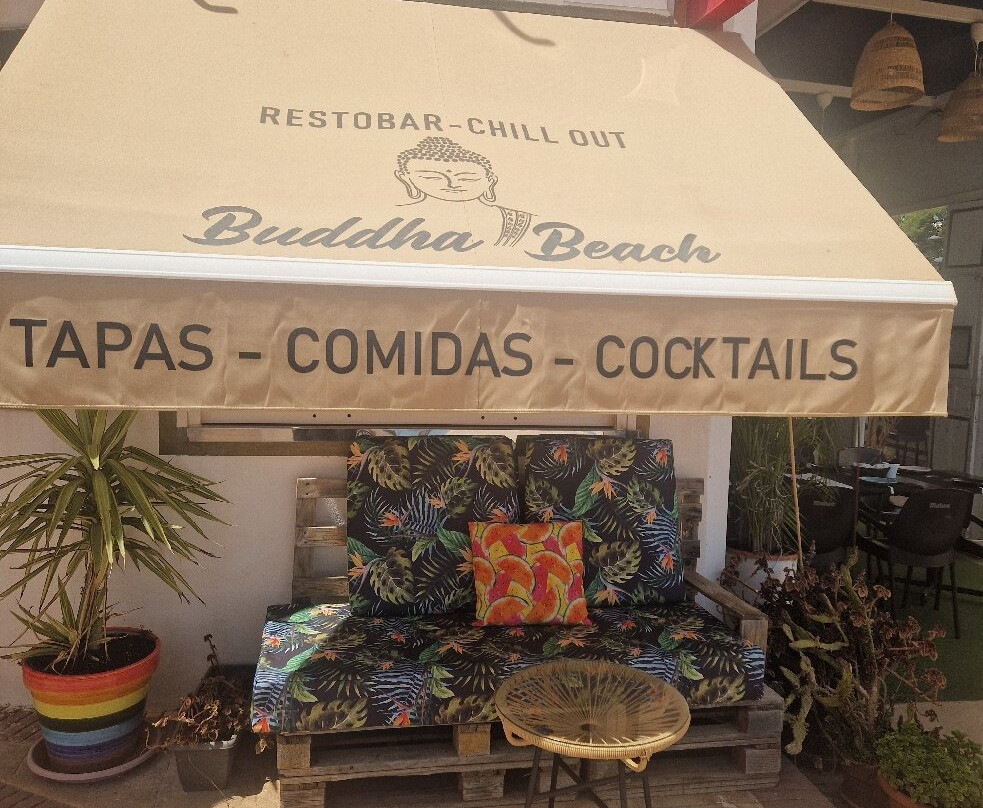 RESTOBAR-CHILL OUT
Buddha Beach
TAPAS - COMIDAS - COCKTAILS